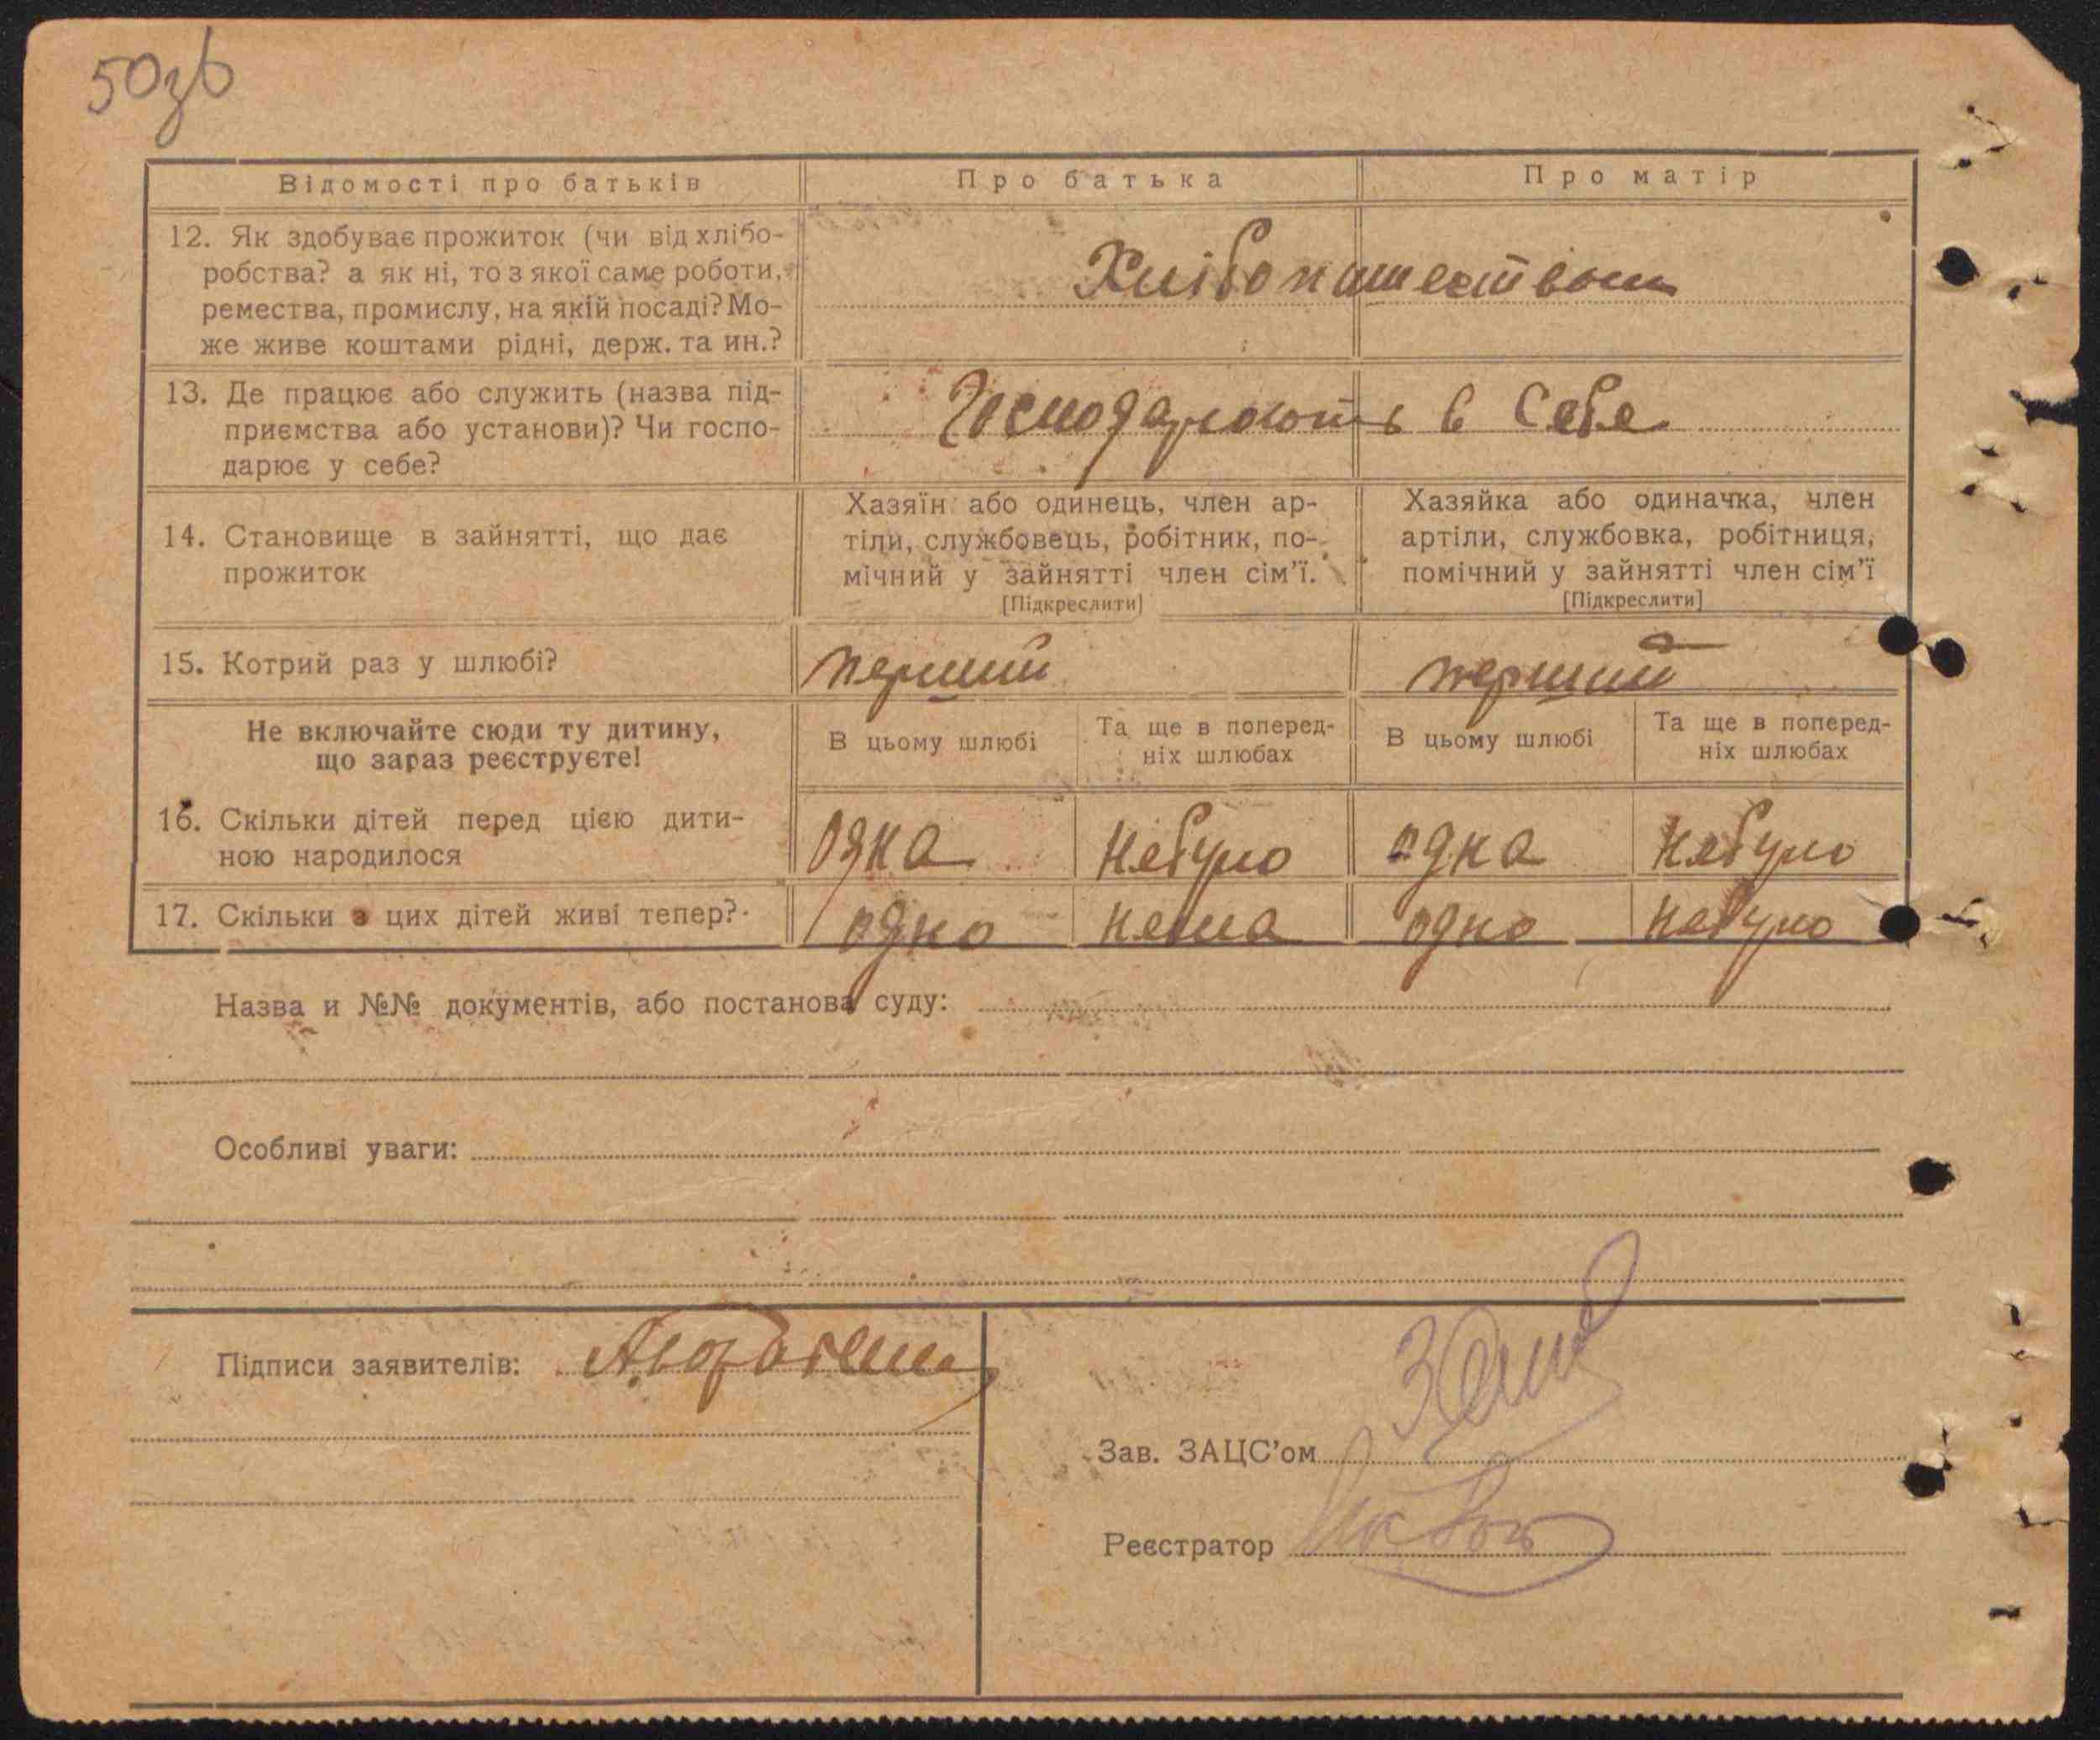 50зв
Відомості про батьків Про батька Про матір
12. Як здобуває прожиток (чи від хлібо-
робства? а як ні, то з якої саме роботи,
ремества, промислу, на якій посаді? Мо-
же живе коштами рідні, держ. та ин.?
Хлібопашеством
13. Де працює або служить (назва під-
приємства або установи)? Чи госпо-
дарює у себе?
Господарюють в себе
14. Становище в зайнятті, що дає
прожиток
Хазяїн або одинець, член ар-
тіли, службовець, робітник, по-
мічний у зайнятті член сім'ї.
[Підкреслити]
Хазяйка або одиначка, член
артіли, службовка, робітниця,
помічний у зайнятті член сім'ї
[Підкреслити]
15. Котрий раз у шлюбі? перший перший
Не включайте сюди ту дитину,
що зараз реєструєте!
В цьому шлюбі
Та ще в поперед-
ніх шлюбах
В цьому шлюбі
Та ще в поперед-
ніх шлюбах
16. Скільки дітей перед цією дити-
ною народилося
одна небуло одна небуло
17. Скільки з цих дітей живі тепер? одно нема одно небуло
Назва и №№ документів, або постанова суду:
Особливі уваги:
Підписи заявителів:
Зав. ЗАЦС'ом
Реєстратор